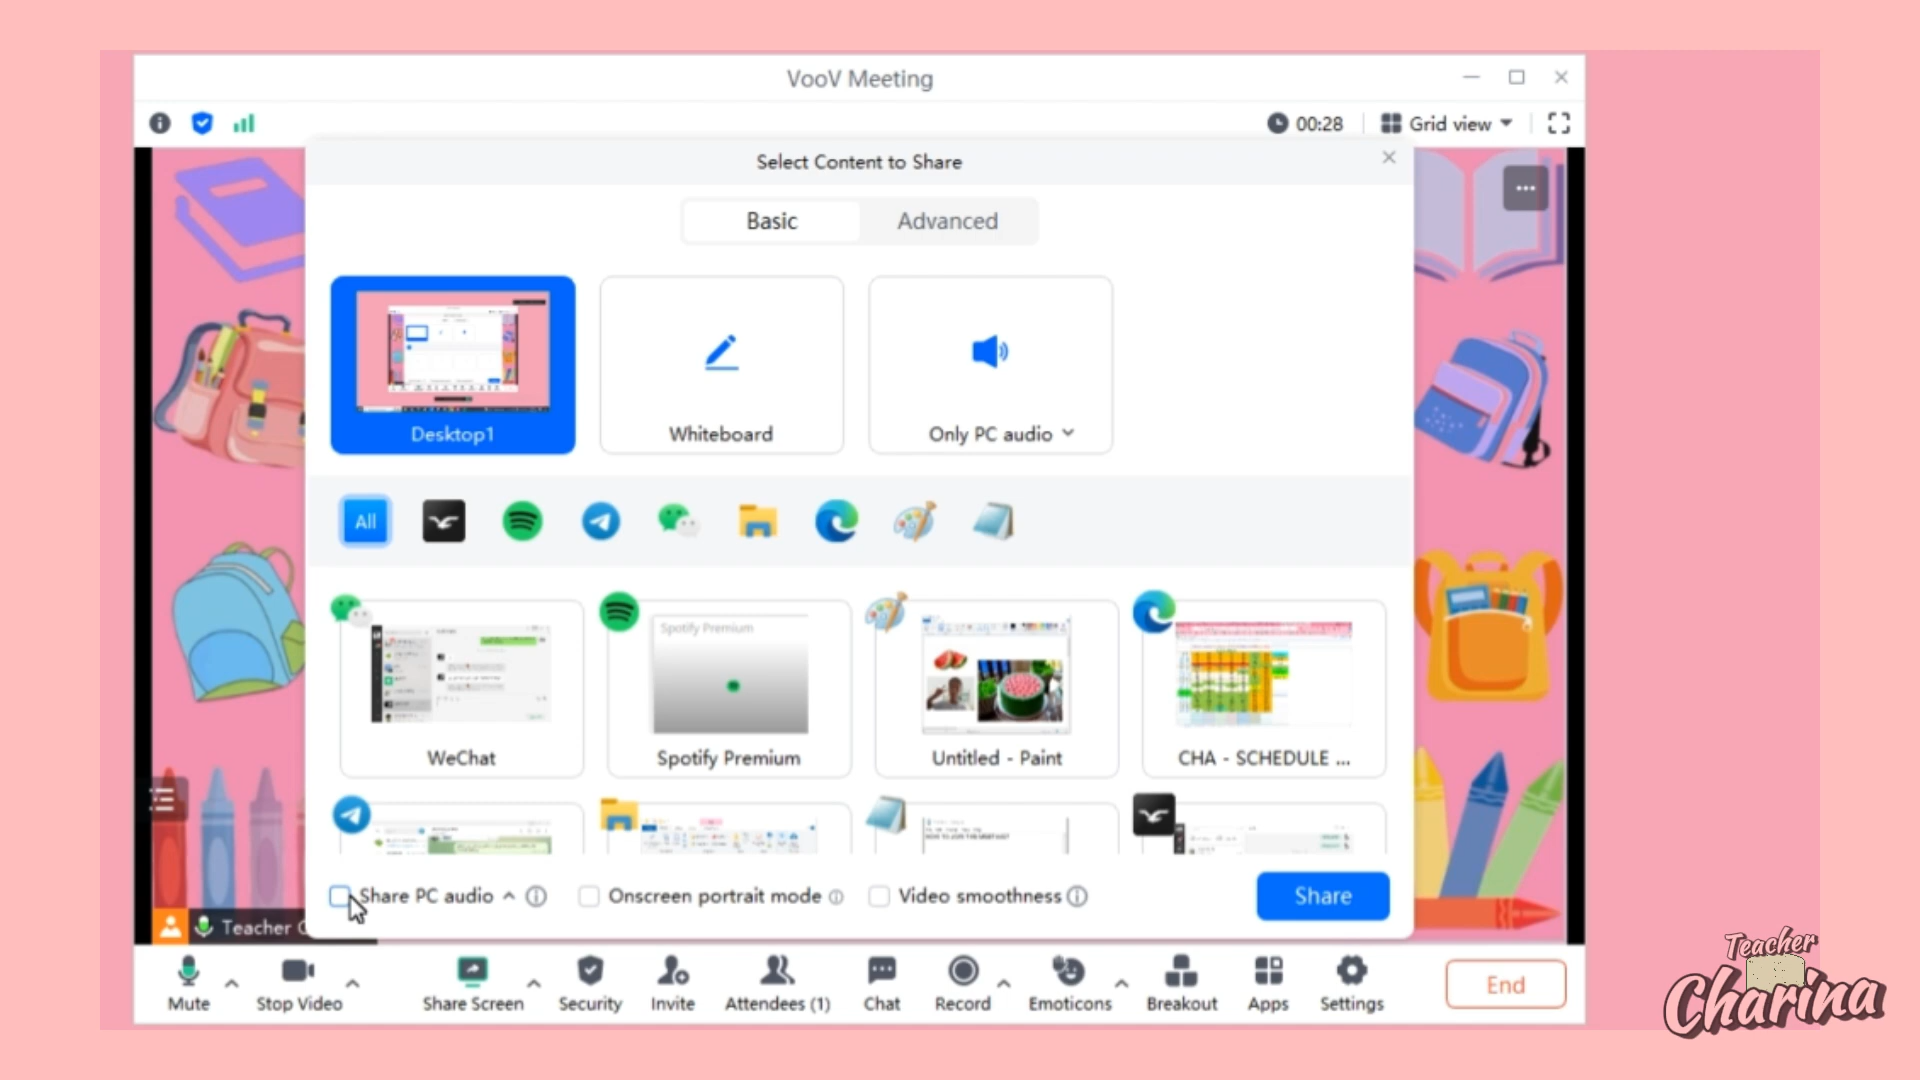 VooV Meeting
00:28
Grid view
Select Content to Share
Basic
Advanced
Desktop1
Whiteboard
Only PC audio
All
Spotify Premium
WeChat
Spotify Premium
Untitled - Paint
CHA - SCHEDULE ...
Share PC audio
Onscreen portrait mode
Video smoothness
Share
Teacher
Mute
Stop Video
Share Screen
Security
Invite
Attendees (1)
Chat
Record
Emoticons
Breakout
Apps
Settings
End
Teacher
Charina